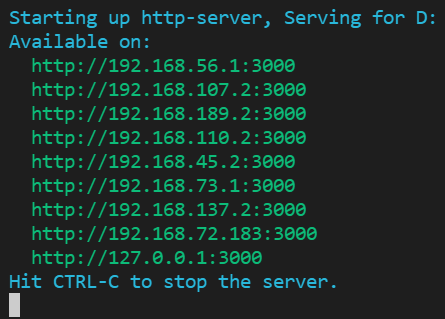 Starting up http-server, Serving for D:
Available on:
http://192.168.56.1:3000
http://192.168.107.2:3000
http://192.168.189.2:3000
http://192.168.110.2:3000
http://192.168.45.2:3000
http://192.168.73.1:3000
http://192.168.137.2:3000
http://192.168.72.183:3000
http://127.0.0.1:3000
Hit CTRL-C to stop the server.